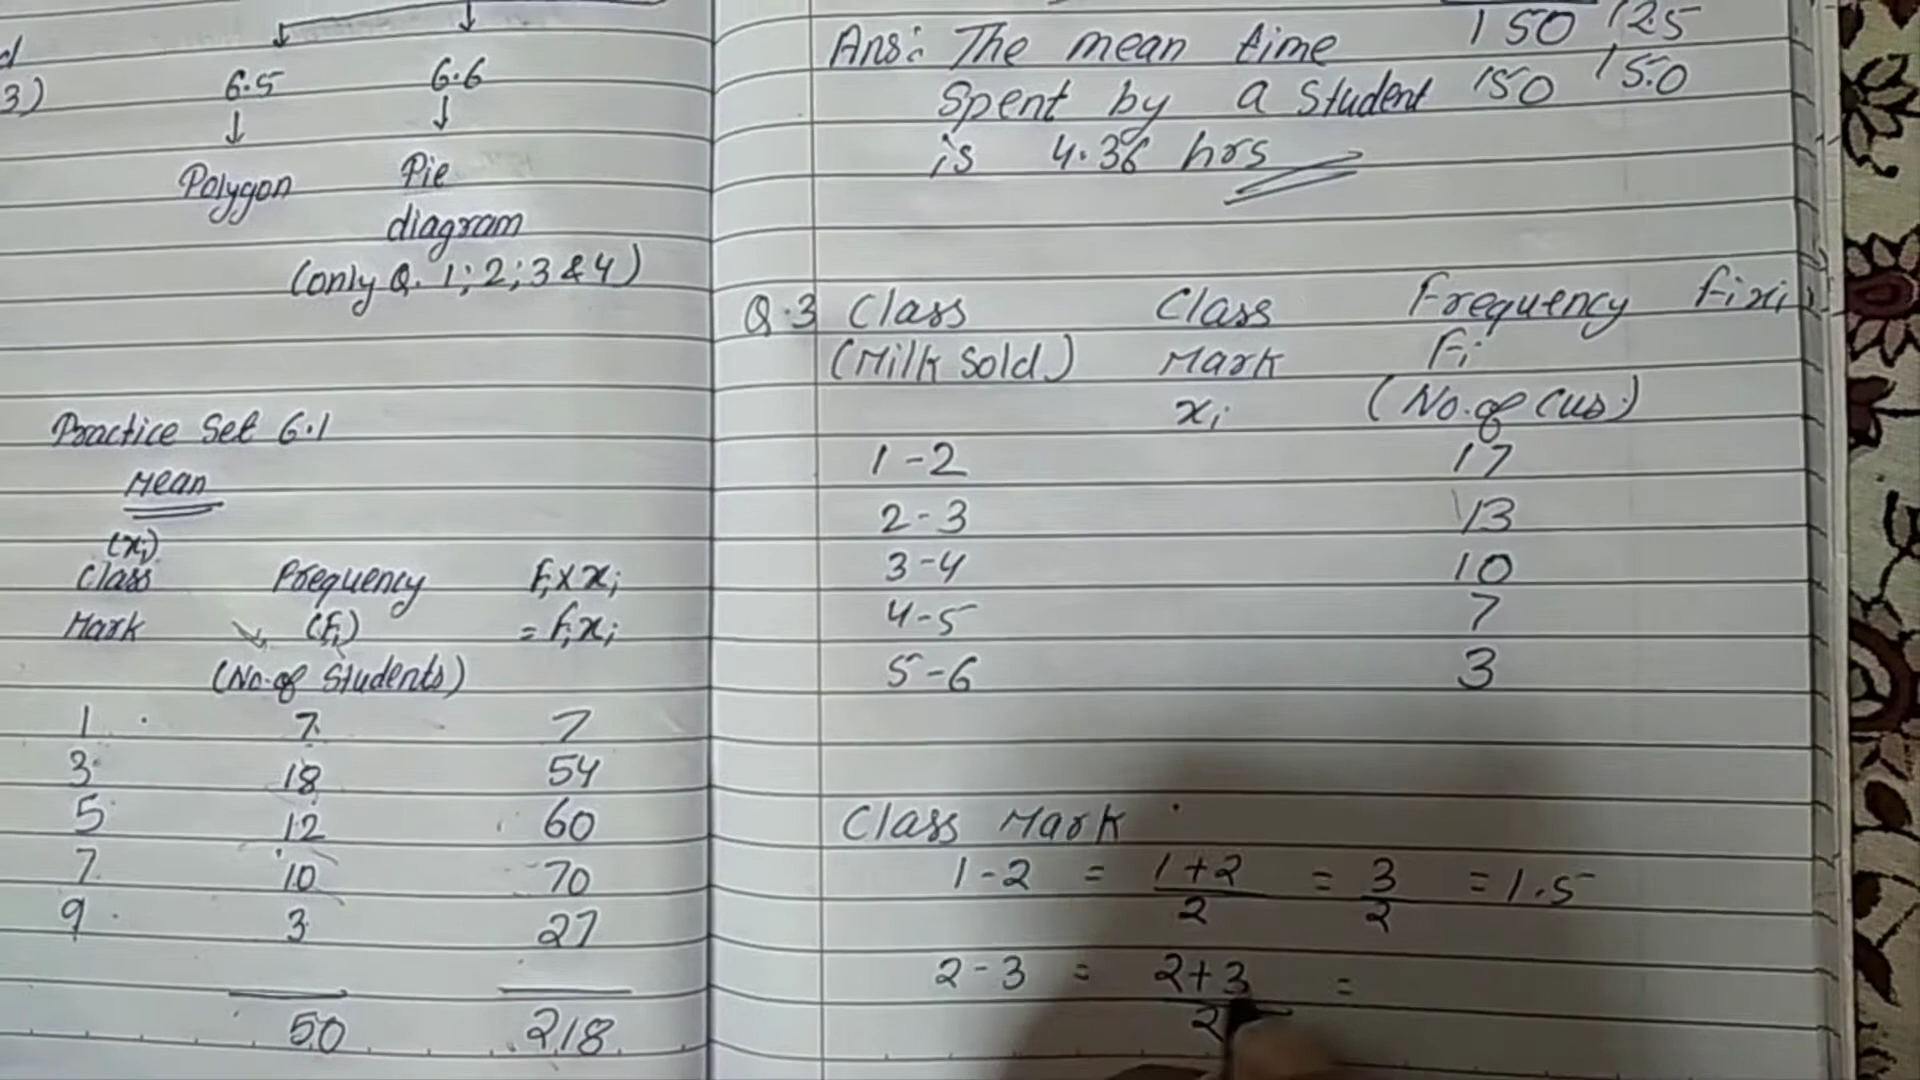 d
3)
6.5 6.6
Polygon Pie
diagram
(only Q. 1; 2; 3 & 4)
Practice Set 6.1
Mean
(xi)
Class Frequency Fi x xi
Mark (Fi) = fixi
(No. of Students)
1 7 7
3 18 54
5 12 60
7 10 70
9 3 27
50 218
Ans: The mean time 150 12.5
Spent by a Student 150 15.0
is 4.36 hrs
Q.3 Class Class Frequency fixi
(Milk Sold) Mark Fi
xi (No. of Cus.)
1-2 17
2-3 13
3-4 10
4-5 7
5-6 3
Class Mark
1-2 = 1+2 = 3 = 1.5
2 2
2-3 = 2+3 =
2